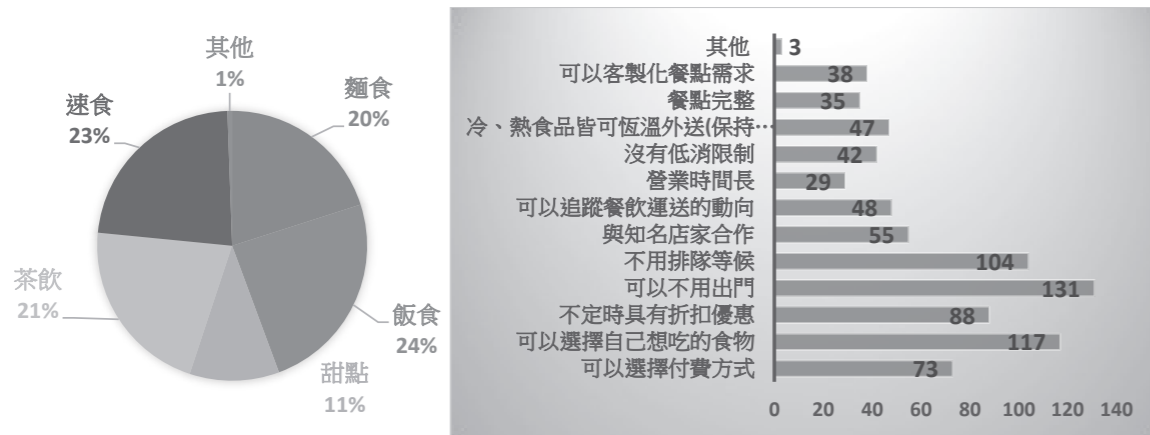 其他
1%
麵食
20%
飯食
24%
甜點
11%
茶飲
21%
速食
23%
其他 3
可以客製化餐點需求 38
餐點完整 35
冷、熱食品皆可恆溫外送(保持… 47
沒有低消限制 42
營業時間長 29
可以追蹤餐飲運送的動向 48
與知名店家合作 55
不用排隊等候 104
可以不用出門 131
不定時具有折扣優惠 88
可以選擇自己想吃的食物 117
可以選擇付費方式 73
0 20 40 60 80 100 120 140